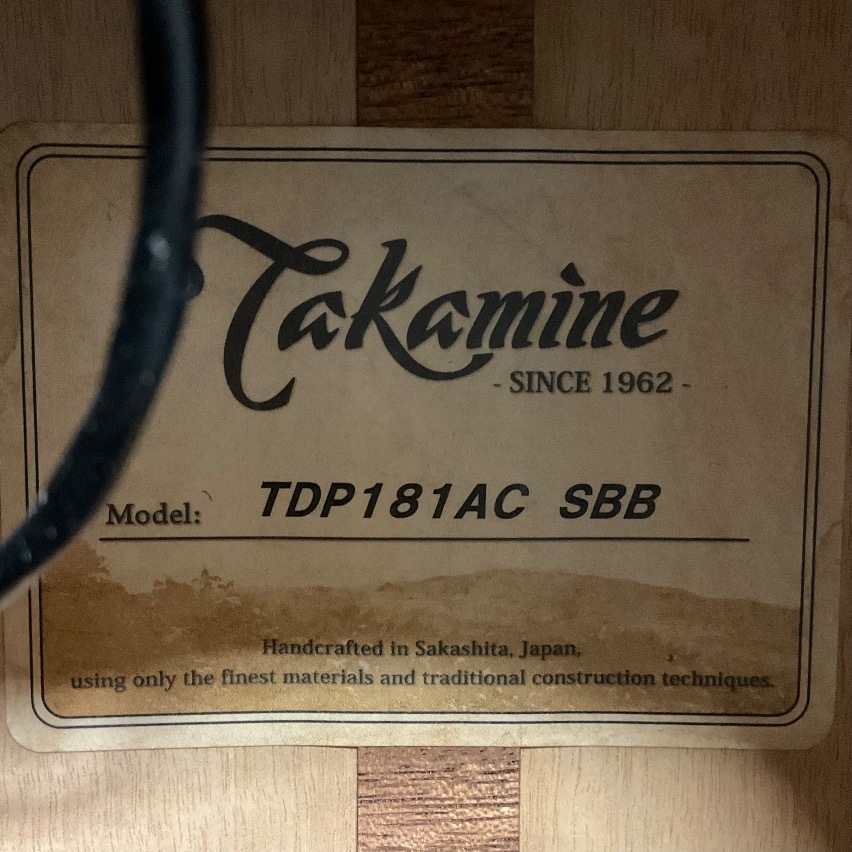 Takamine
- SINCE 1962 -
Model: TDP181AC SBB
Handcrafted in Sakashita, Japan,
using only the finest materials and traditional construction techniques.